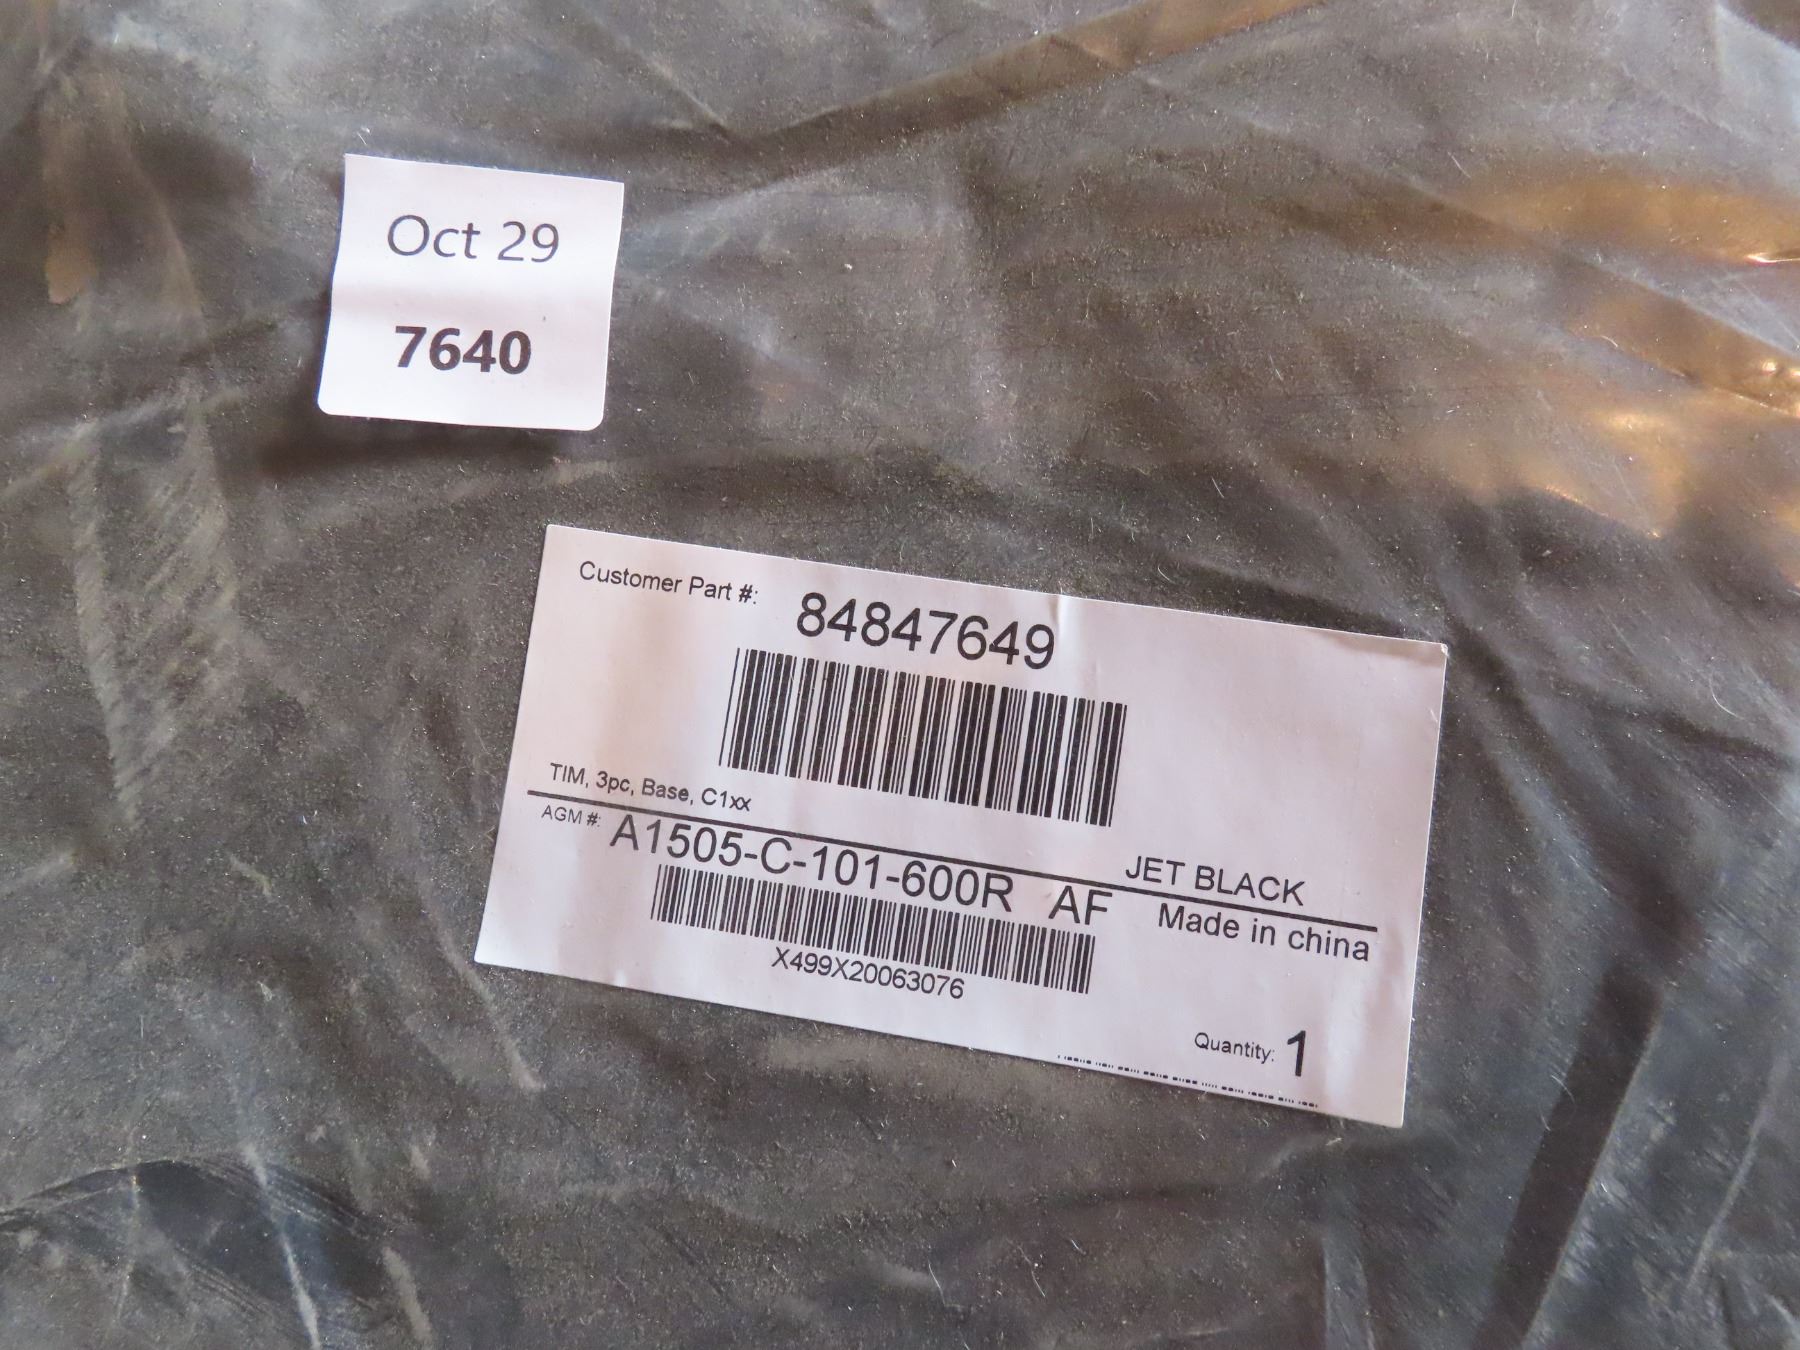 Oct 29
7640
Customer Part #: 84847649
TIM, 3pc, Base, C1xx
JET BLACK
AGM #: A1505-C-101-600R AF
Made in china
X499X20063076
Quantity: 1